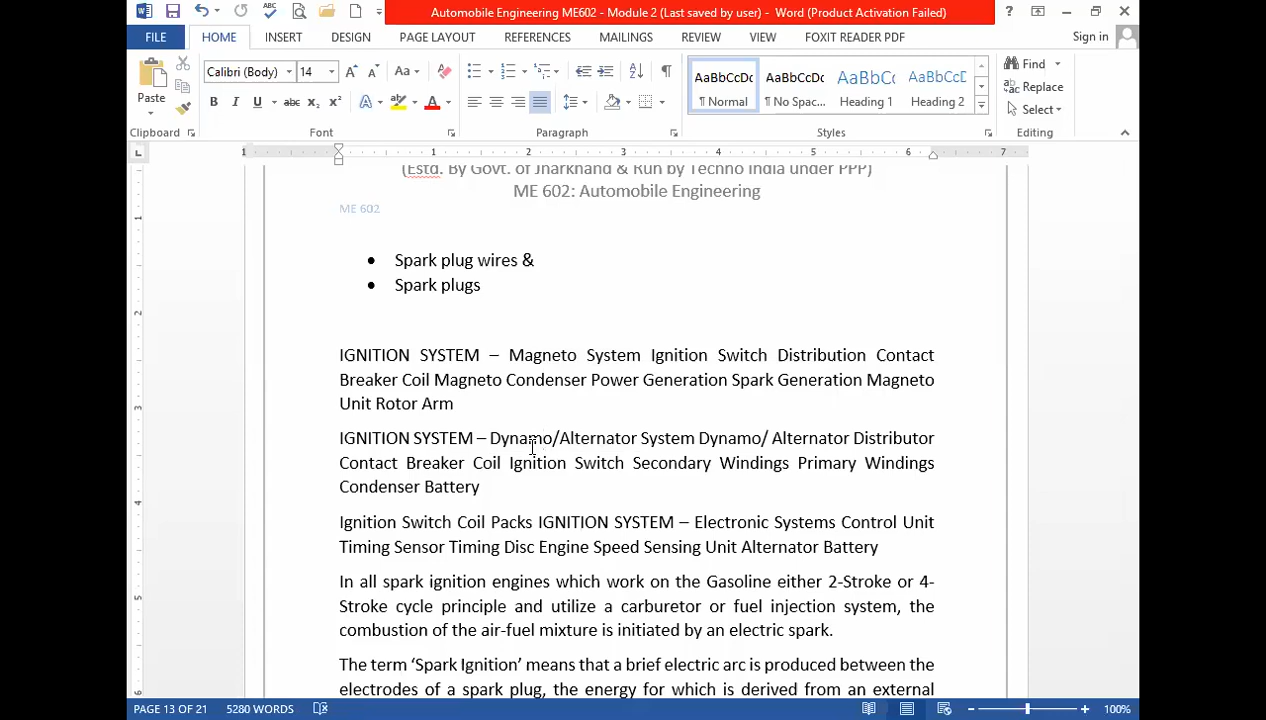 Automobile Engineering ME602 - Module 2 (Last saved by user) - Word (Product Activation Failed)
FILE HOME INSERT DESIGN PAGE LAYOUT REFERENCES MAILINGS REVIEW VIEW FOXIT READER PDF Sign in
Paste Calibri (Body) 14 Find
AaBbCcDc AaBbCcDc AaBbCc AaBbCcD
Replace
¶ Normal ¶ No Spac... Heading 1 Heading 2 Select
Clipboard Font Paragraph Styles Editing
1 1 2 3 4 5 6 7
(Estd. By Govt. of Jharkhand & Run by Techno India under PPP)
ME 602: Automobile Engineering
ME 602
• Spark plug wires &
• Spark plugs
IGNITION SYSTEM – Magneto System Ignition Switch Distribution Contact
Breaker Coil Magneto Condenser Power Generation Spark Generation Magneto
Unit Rotor Arm
IGNITION SYSTEM – Dynamo/Alternator System Dynamo/ Alternator Distributor
Contact Breaker Coil Ignition Switch Secondary Windings Primary Windings
Condenser Battery
Ignition Switch Coil Packs IGNITION SYSTEM – Electronic Systems Control Unit
Timing Sensor Timing Disc Engine Speed Sensing Unit Alternator Battery
In all spark ignition engines which work on the Gasoline either 2-Stroke or 4-
Stroke cycle principle and utilize a carburetor or fuel injection system, the
combustion of the air-fuel mixture is initiated by an electric spark.
The term ‘Spark Ignition’ means that a brief electric arc is produced between the
electrodes of a spark plug, the energy for which is derived from an external
PAGE 13 OF 21 5280 WORDS 100%